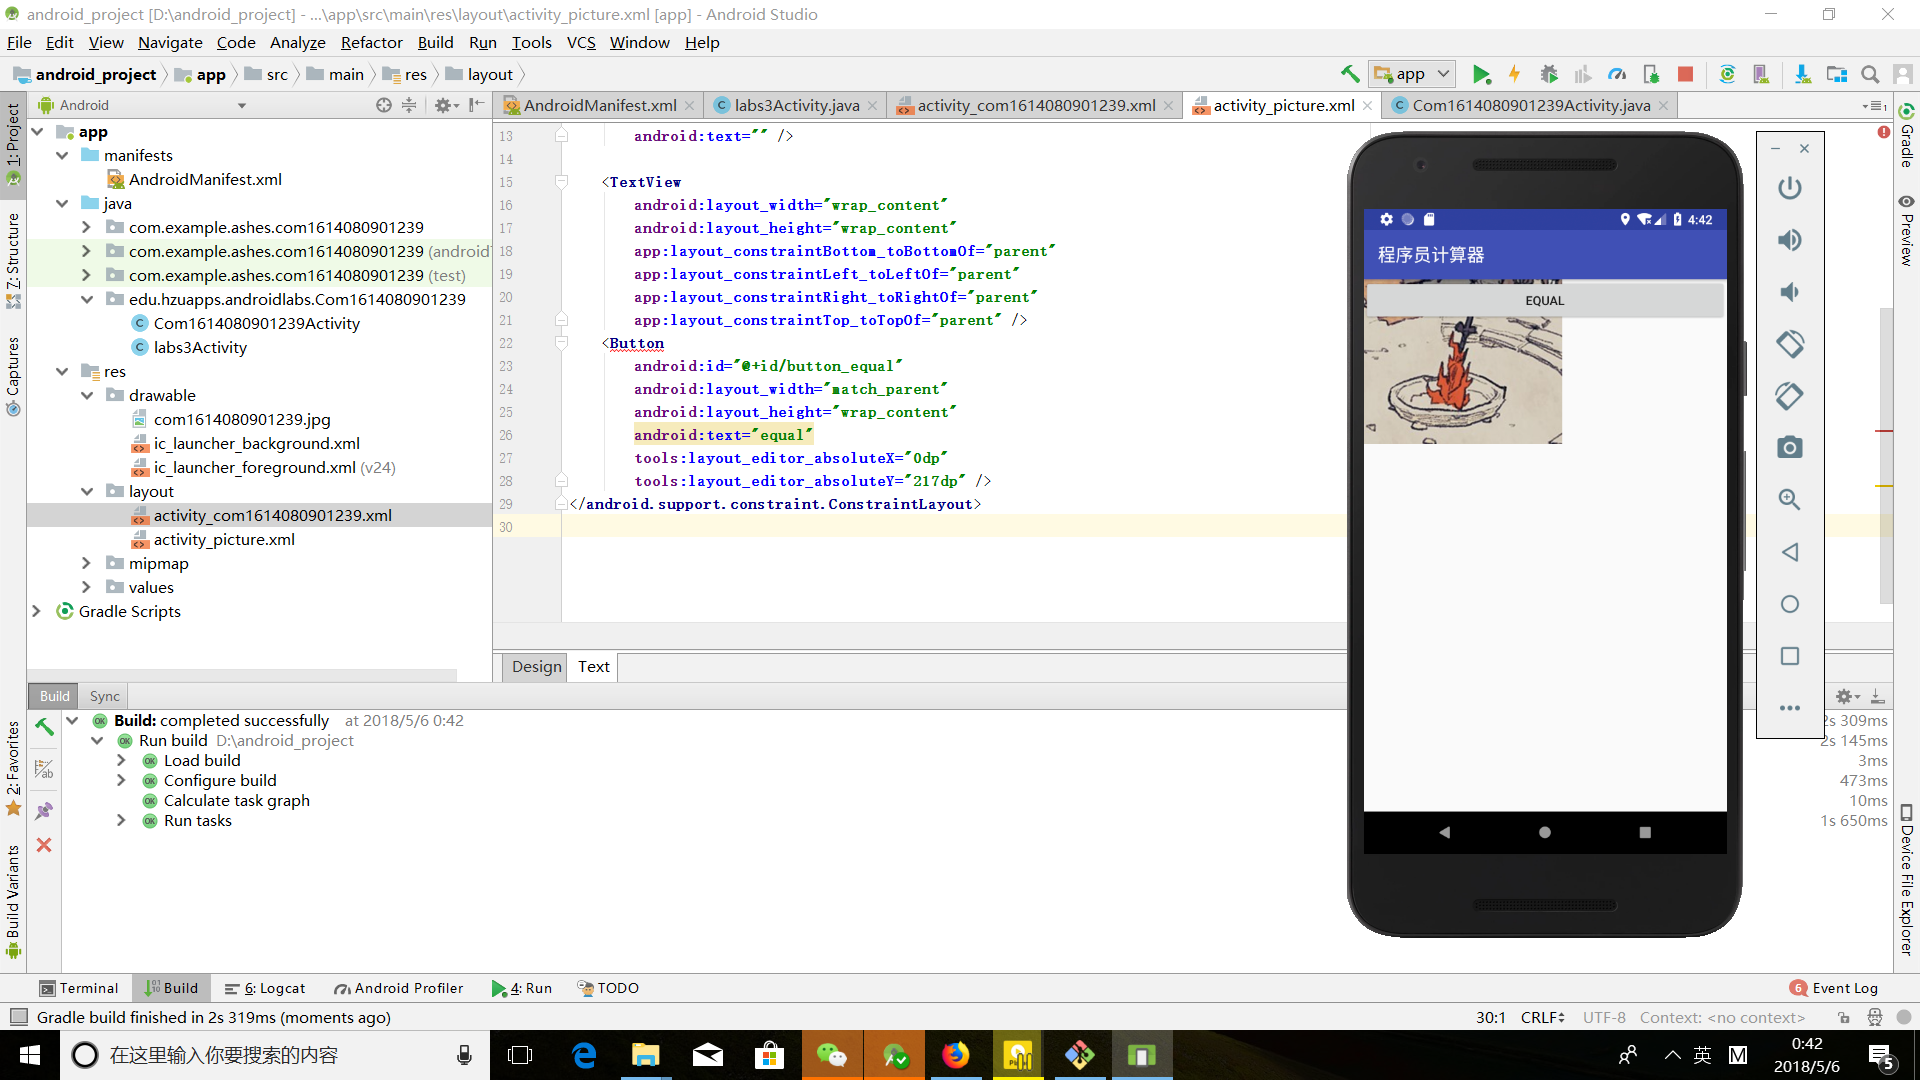 android_project [D:\android_project] - ...\app\src\main\res\layout\activity_picture.xml [app] - Android Studio
File Edit View Navigate Code Analyze Refactor Build Run Tools VCS Window Help
android_project app src main res layout
app
Android
AndroidManifest.xml labs3Activity.java activity_com1614080901239.xml activity_picture.xml Com1614080901239Activity.java
1: Project
7: Structure
Captures
2: Favorites
Build Variants
app
manifests
AndroidManifest.xml
java
com.example.ashes.com1614080901239
com.example.ashes.com1614080901239 (android
com.example.ashes.com1614080901239 (test)
edu.hzuapps.androidlabs.Com1614080901239
Com1614080901239Activity
labs3Activity
res
drawable
com1614080901239.jpg
ic_launcher_background.xml
ic_launcher_foreground.xml (v24)
layout
activity_com1614080901239.xml
activity_picture.xml
mipmap
values
Gradle Scripts
13 android:text="" />
14
15 <TextView
16 android:layout_width="wrap_content"
17 android:layout_height="wrap_content"
18 app:layout_constraintBottom_toBottomOf="parent"
19 app:layout_constraintLeft_toLeftOf="parent"
20 app:layout_constraintRight_toRightOf="parent"
21 app:layout_constraintTop_toTopOf="parent" />
22 <Button
23 android:id="@+id/button_equal"
24 android:layout_width="match_parent"
25 android:layout_height="wrap_content"
26 android:text="equal"
27 tools:layout_editor_absoluteX="0dp"
28 tools:layout_editor_absoluteY="217dp" />
29 </android.support.constraint.ConstraintLayout>
30
Design Text
4:42
程序员计算器
EQUAL
Gradle
Preview
Device File Explorer
Build Sync
Build: completed successfully at 2018/5/6 0:42
Run build D:\android_project
Load build
Configure build
Calculate task graph
Run tasks
2s 309ms
2s 145ms
3ms
473ms
10ms
1s 650ms
Terminal Build 6: Logcat Android Profiler 4: Run TODO
6 Event Log
Gradle build finished in 2s 319ms (moments ago)
30:1 CRLF UTF-8 Context: <no context>
在这里输入你要搜索的内容
英 M
0:42
2018/5/6
5